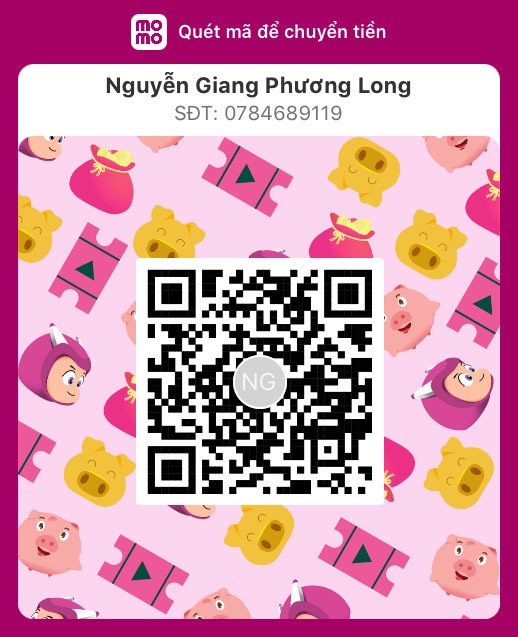 mo
mo
Quét mã để chuyển tiền
Nguyễn Giang Phương Long
SĐT: 0784689119
NG